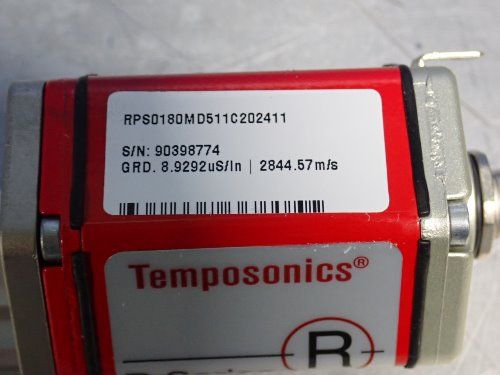 RPS0180MD511C202411
S/N: 90398774
GRD. 8.9292uS/In | 2844.57m/s
Temposonics®
R